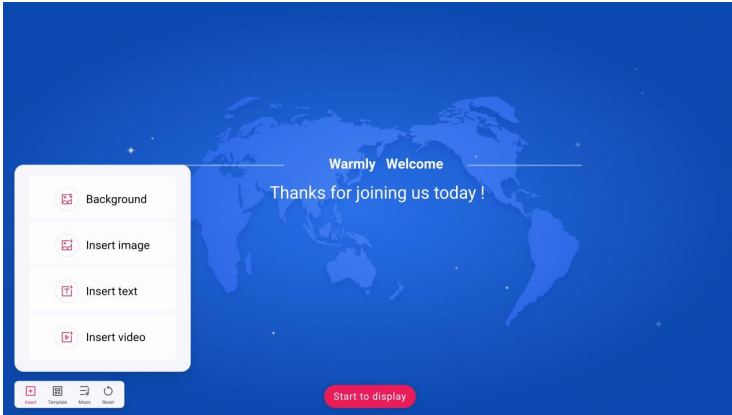 Warmly Welcome
Thanks for joining us today !
Background
Insert image
Insert text
Insert video
Insert Template Music Reset
Start to display